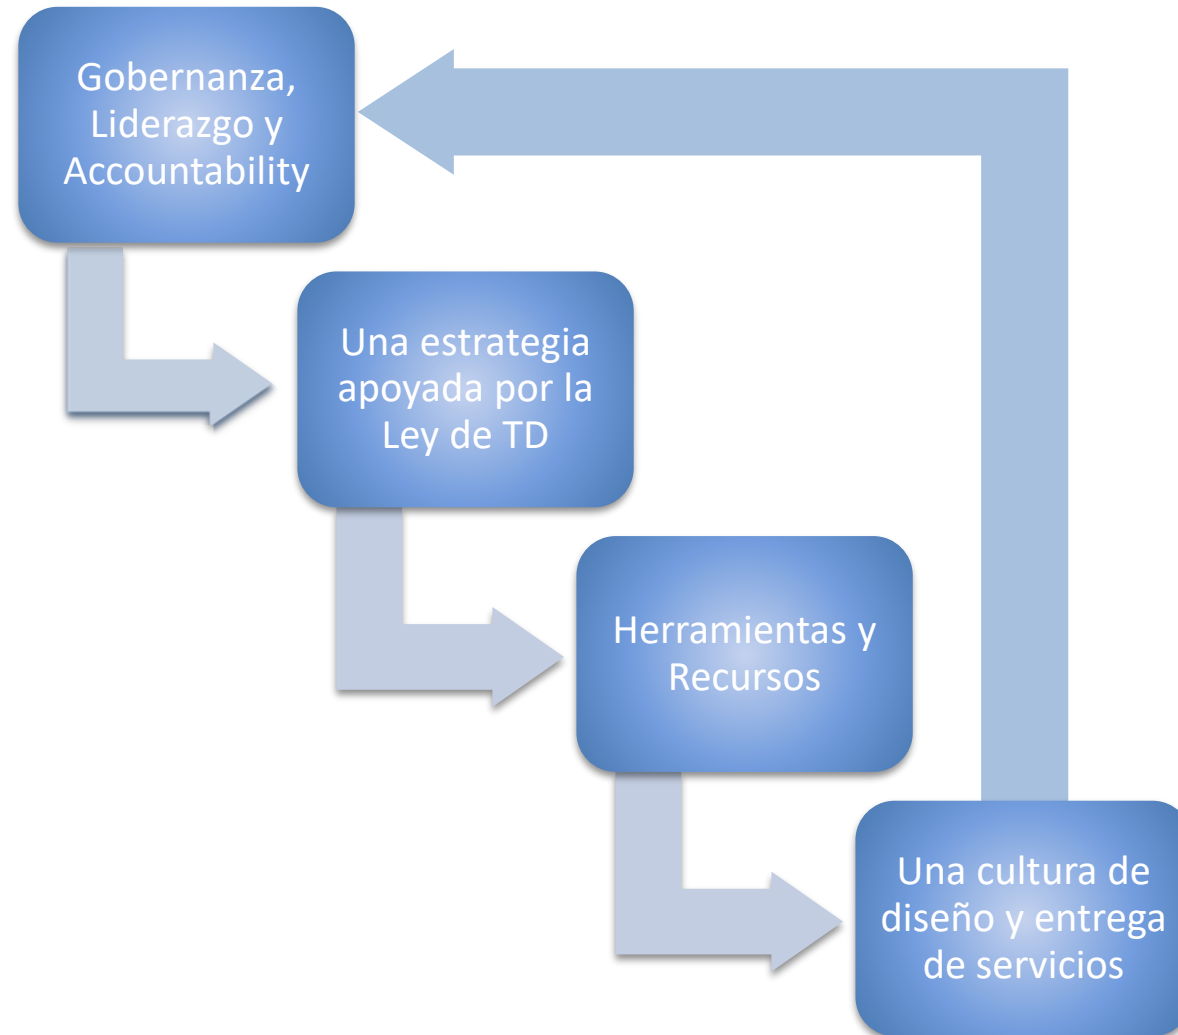 Gobernanza,
Liderazgo y
Accountability
Una estrategia
apoyada por la
Ley de TD
Herramientas y
Recursos
Una cultura de
diseño y entrega
de servicios